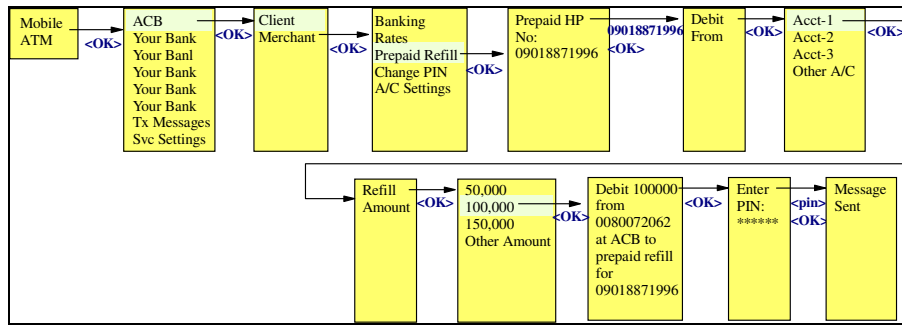 Mobile
ATM
<OK>
ACB
Your Bank
Your Banl
Your Bank
Your Bank
Your Bank
Tx Messages
Svc Settings
<OK>
Client
Merchant
<OK>
Banking
Rates
Prepaid Refill
Change PIN
A/C Settings
<OK>
Prepaid HP
No:
09018871996
09018871996
<OK>
Debit
From
<OK>
Acct-1
Acct-2
Acct-3
Other A/C
<OK>
Refill
Amount
<OK>
50,000
100,000
150,000
Other Amount
<OK>
Debit 100000
from
0080072062
at ACB to
prepaid refill
for
09018871996
<OK>
Enter
PIN:
******
<pin>
<OK>
Message
Sent